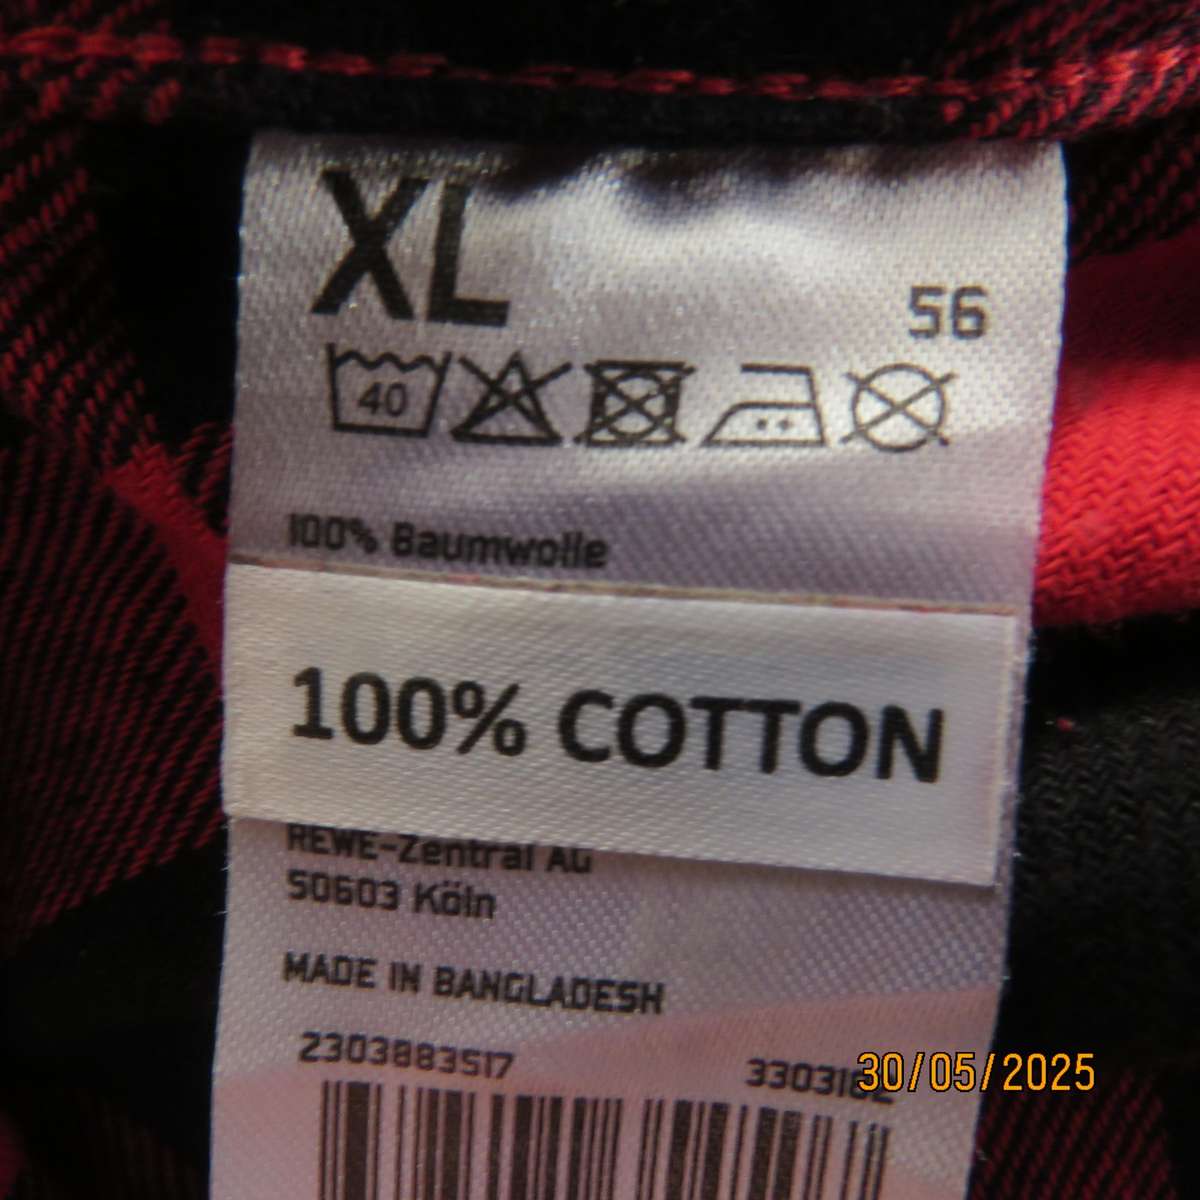 XL
56
40
100% Baumwolle
100% COTTON
REWE-Zentral AG
50603 Köln
MADE IN BANGLADESH
2303883517
3303182
30/05/2025